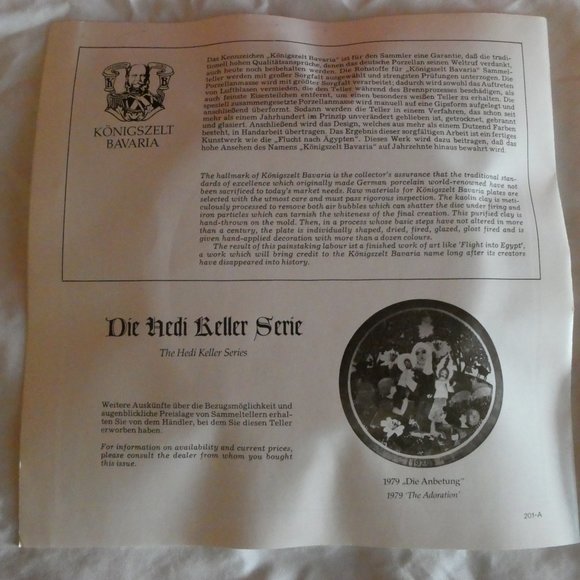 KÖNIGSZELT
BAVARIA
Das Kennzeichen „Königszelt Bavaria" ist für den Sammler eine Garantie, daß die tradi-
tionell hohen Qualitätsansprüche, denen das deutsche Porzellan seinen Weltruf verdankt,
auch heute noch beibehalten werden. Die Rohstoffe für „Königszelt Bavaria" Sammel-
teller werden mit großer Sorgfalt ausgewählt und strengsten Prüfungen unterzogen. Die
Porzellanmasse wird mit größter Sorgfalt verarbeitet; dadurch wird sowohl das Auftreten
von Luftblasen vermieden, die den Teller während des Brennprozesses beschädigen, als
auch feinste Eisenteilchen entfernt, um einen besonders weißen Teller zu erhalten. Die
speziell zusammengesetzte Porzellanmasse wird manuell auf eine Gipsform aufgelegt und
anschließend überformt. Sodann werden die Teller in einem Verfahren, das schon seit
mehr als einem Jahrhundert im Prinzip unverändert geblieben ist, getrocknet, gebrannt
und glasiert. Anschließend wird das Design, welches aus mehr als einem Dutzend Farben
besteht, in Handarbeit übertragen. Das Ergebnis dieser sorgfältigen Arbeit ist ein fertiges
Kunstwerk wie die „Flucht nach Ägypten". Dieses Werk wird dazu beitragen, daß das
hohe Ansehen des Namens „Königszelt Bavaria" auf Jahrzehnte hinaus bewahrt wird.
The hallmark of Königszelt Bavaria is the collector's assurance that the traditional stan-
dards of excellence which originally made German porcelain world-renowned have not
been sacrificed to today's market needs. Raw materials for Königszelt Bavaria plates are
selected with the utmost care and must pass rigorous inspection. The kaolin clay is meti-
culously processed to remove both air bubbles which can shatter the disc under firing and
iron particles which can tarnish the whiteness of the final creation. This purified clay is
hand-thrown on the mold. Then, in a process whose basic steps have not altered in more
than a century, the plate is individually shaped, dried, fired, glazed, glost fired and is
given hand-applied decoration with more than a dozen colours.
The result of this painstaking labour ist a finished work of art like 'Flight into Egypt',
a work which will bring credit to the Königszelt Bavaria name long after its creators
have disappeared into history.
Die Hedi Keller Serie
The Hedi Keller Series
Weitere Auskünfte über die Bezugsmöglichkeit und
augenblickliche Preislage von Sammeltellern erhal-
ten Sie von dem Händler, bei dem Sie diesen Teller
erworben haben.
For information on availability and current prices,
please consult the dealer from whom you bought
this issue.
1979
1979 „Die Anbetung"
1979 'The Adoration'
201-A